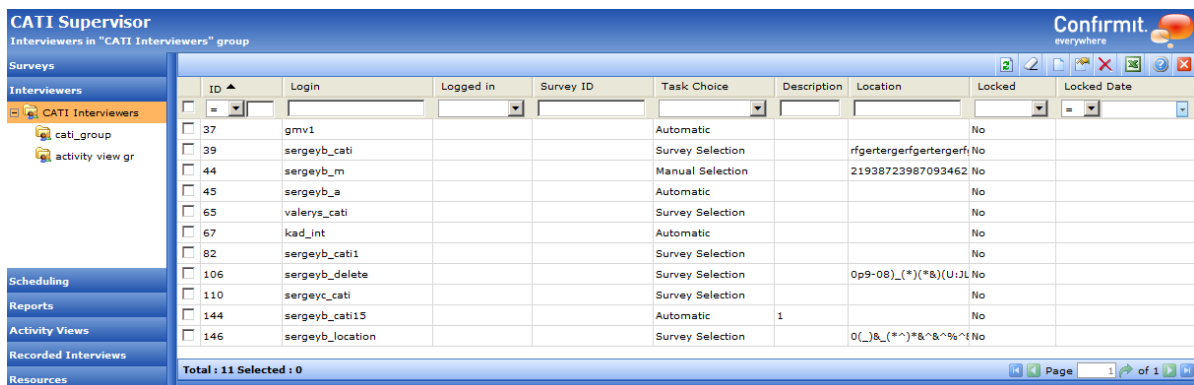 CATI Supervisor
Interviewers in "CATI Interviewers" group
Confirmit.
everywhere
Surveys
Interviewers
CATI Interviewers
cati_group
activity view gr
Scheduling
Reports
Activity Views
Recorded Interviews
Resources
ID Login Logged in Survey ID Task Choice Description Location Locked Locked Date
= =
37 gmv1 Automatic No
39 sergeyb_cati Survey Selection rfgertergerfgertergerf No
44 sergeyb_m Manual Selection 21938723987093462 No
45 sergeyb_a Automatic No
65 valerys_cati Survey Selection No
67 kad_int Automatic No
82 sergeyb_cati1 Survey Selection No
106 sergeyb_delete Survey Selection 0p9-08)_(*)(*&)(U:JL No
110 sergeyc_cati Survey Selection No
144 sergeyb_cati15 Automatic 1 No
146 sergeyb_location Survey Selection 0(_)&_(*^)*&^&^%^& No
Total : 11 Selected : 0 Page 1 of 1